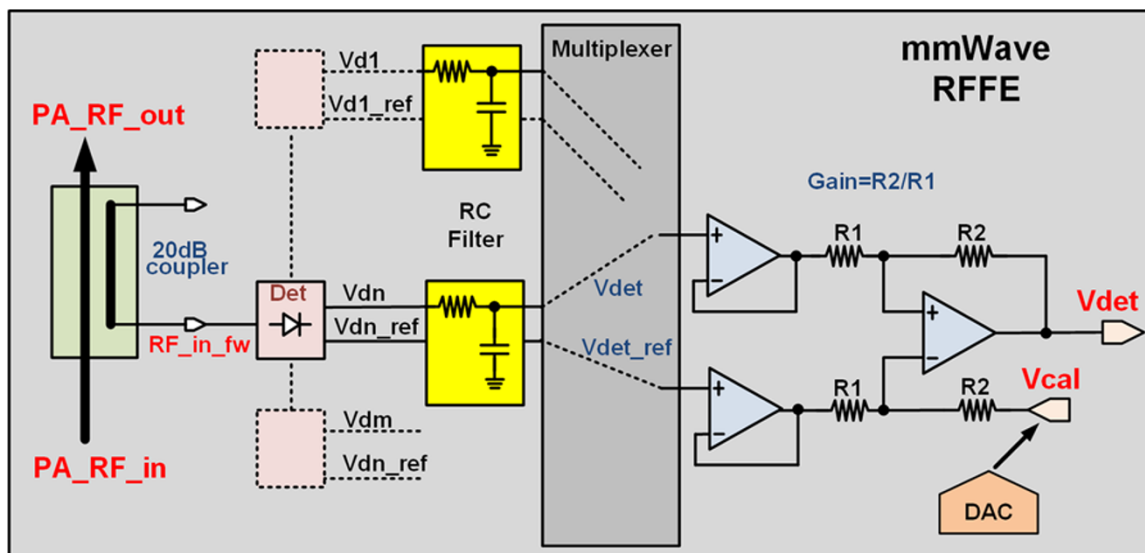 mmWave
RFFE
PA_RF_out
20dB
coupler
RF_in_fw
PA_RF_in
Vd1
Vd1_ref
Det
Vdn
Vdn_ref
Vdm
Vdn_ref
RC
Filter
Multiplexer
Vdet
Vdet_ref
Gain=R2/R1
+
−
R1
R2
+
−
Vdet
+
−
R1
R2
Vcal
DAC